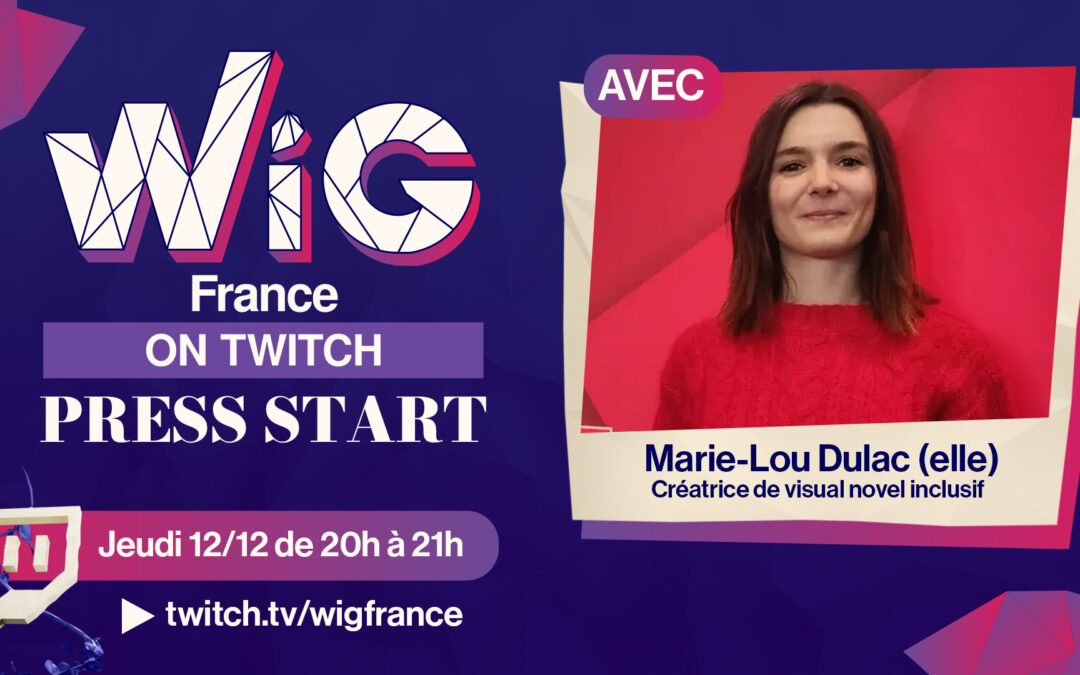 WiG
France
ON TWITCH
PRESS START
Jeudi 12/12 de 20h à 21h
twitch.tv/wigfrance
AVEC
Marie-Lou Dulac (elle)
Créatrice de visual novel inclusif